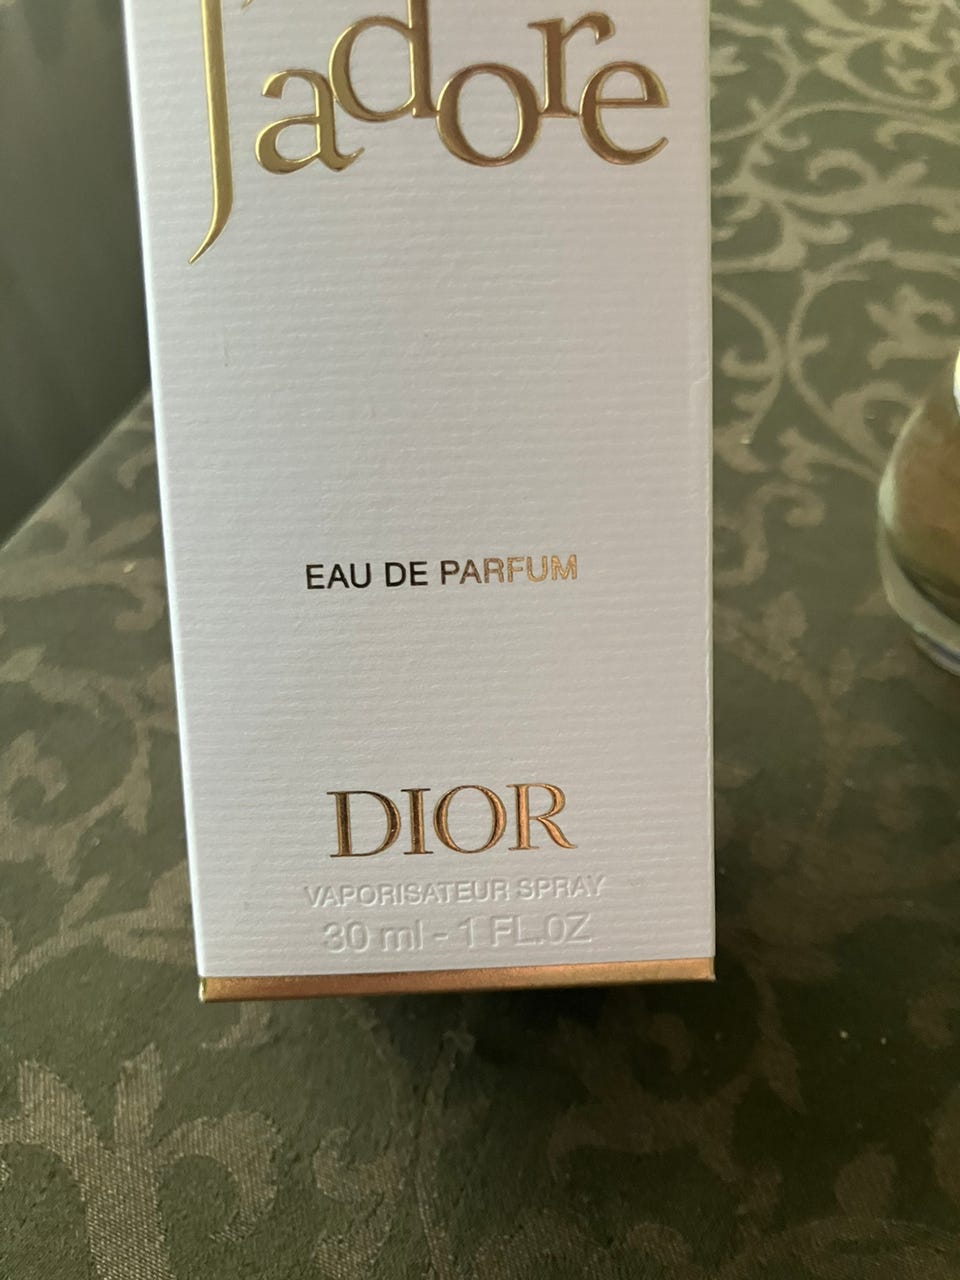 J'adore
EAU DE PARFUM
DIOR
VAPORISATEUR SPRAY
30 ml - 1 FL.OZ